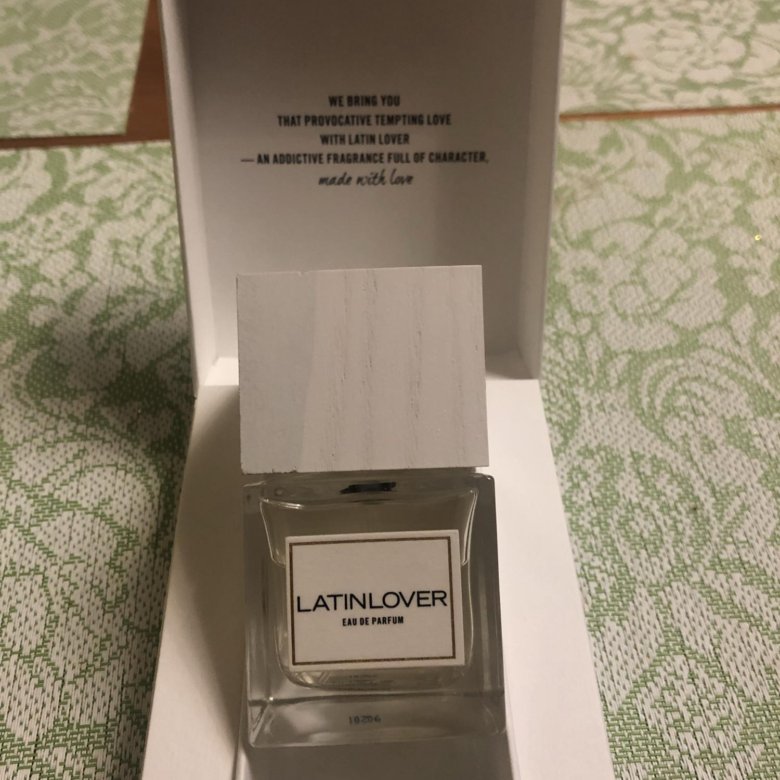 WE BRING YOU
THAT PROVOCATIVE TEMPTING LOVE
WITH LATIN LOVER
— AN ADDICTIVE FRAGRANCE FULL OF CHARACTER,
made with love
LATINLOVER
EAU DE PARFUM